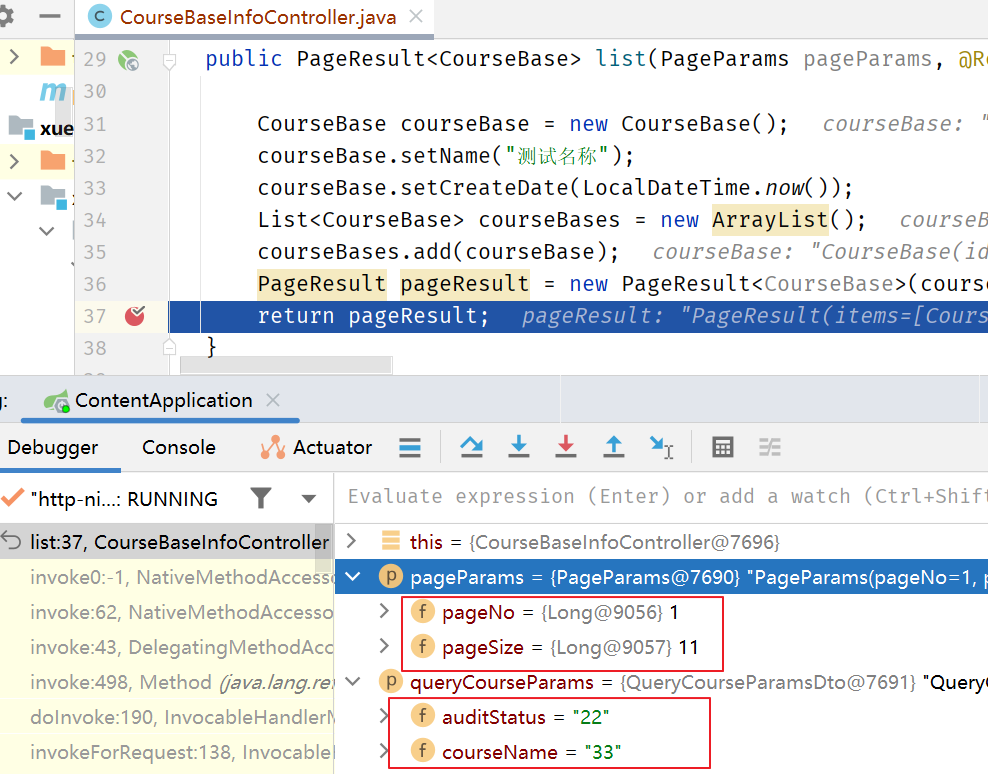 CourseBaseInfoController.java
29 public PageResult<CourseBase> list(PageParams pageParams, @Re
30
31 CourseBase courseBase = new CourseBase(); courseBase: "
32 courseBase.setName("测试名称");
33 courseBase.setCreateDate(LocalDateTime.now());
34 List<CourseBase> courseBases = new ArrayList(); courseB
35 courseBases.add(courseBase); courseBase: "CourseBase(id
36 PageResult pageResult = new PageResult<CourseBase>(cours
37 return pageResult; pageResult: "PageResult(items=[Cours
38 }
xue
ContentApplication
Debugger Console Actuator
"http-ni...: RUNNING
Evaluate expression (Enter) or add a watch (Ctrl+Shift
list:37, CourseBaseInfoController
this = {CourseBaseInfoController@7696}
invoke0:-1, NativeMethodAccesso
pageParams = {PageParams@7690} "PageParams(pageNo=1, p
invoke:62, NativeMethodAccesso
pageNo = {Long@9056} 1
invoke:43, DelegatingMethodAcc
pageSize = {Long@9057} 11
invoke:498, Method (java.lang.re
queryCourseParams = {QueryCourseParamsDto@7691} "QueryC
doInvoke:190, InvocableHandlerM
auditStatus = "22"
invokeForRequest:138, Invocable
courseName = "33"